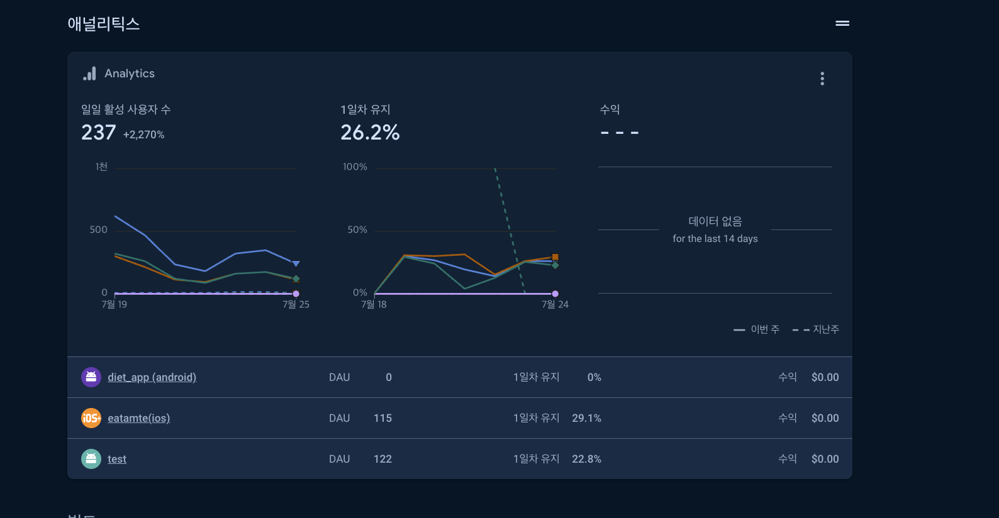 애널리틱스
Analytics
일일 활성 사용자 수
237 +2,270%
1천
500
0
7월 19
7월 25
1일차 유지
26.2%
100%
50%
0%
7월 18
7월 24
수익
- - -
데이터 없음
for the last 14 days
이번 주
지난주
diet_app (android) DAU 0 1일차 유지 0% 수익 $0.00
iOS+ eatamte(ios) DAU 115 1일차 유지 29.1% 수익 $0.00
test DAU 122 1일차 유지 22.8% 수익 $0.00